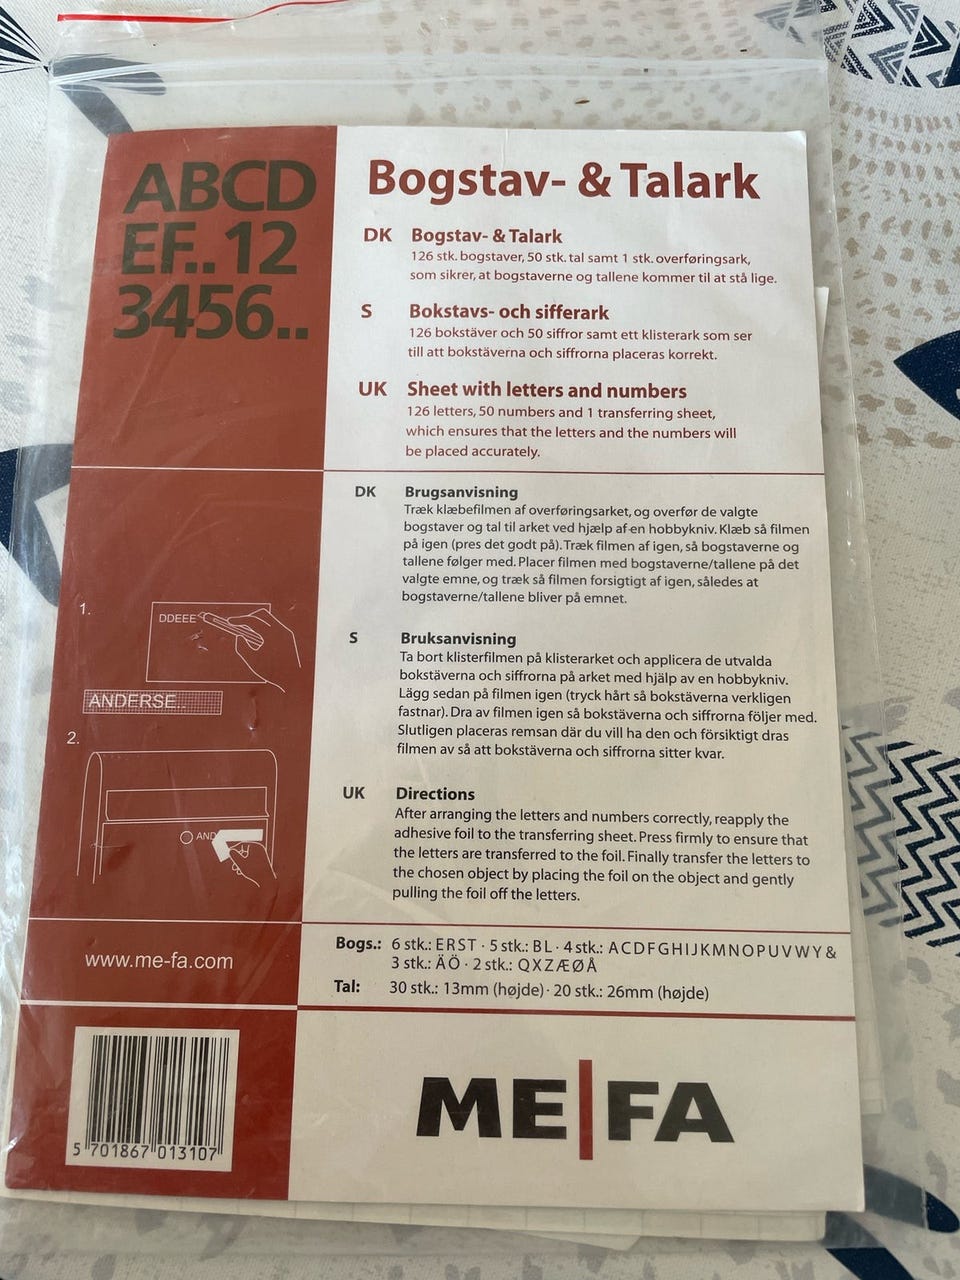 ABCD
EF.. 12
3456..
Bogstav- & Talark
DK Bogstav- & Talark
126 stk. bogstaver, 50 stk. tal samt 1 stk. overføringsark,
som sikrer, at bogstaverne og tallene kommer til at stå lige.
S Bokstavs- och sifferark
126 bokstäver och 50 siffror samt ett klisterark som ser
till att bokstäverna och siffrorna placeras korrekt.
UK Sheet with letters and numbers
126 letters, 50 numbers and 1 transferring sheet,
which ensures that the letters and the numbers will
be placed accurately.
DK Brugsanvisning
Træk klæbefilmen af overføringsarket, og overfør de valgte
bogstaver og tal til arket ved hjælp af en hobbykniv. Klæb så filmen
på igen (pres det godt på). Træk filmen af igen, så bogstaverne og
tallene følger med. Placer filmen med bogstaverne/tallene på det
valgte emne, og træk så filmen forsigtigt af igen, således at
bogstaverne/tallene bliver på emnet.
S Bruksanvisning
Ta bort klisterfilmen på klisterarket och applicera de utvalda
bokstäverna och siffrorna på arket med hjälp av en hobbykniv.
Lägg sedan på filmen igen (tryck hårt så bokstäverna verkligen
fastnar). Dra av filmen igen så bokstäverna och siffrorna följer med.
Slutligen placeras remsan där du vill ha den och försiktigt dras
filmen av så att bokstäverna och siffrorna sitter kvar.
UK Directions
After arranging the letters and numbers correctly, reapply the
adhesive foil to the transferring sheet. Press firmly to ensure that
the letters are transferred to the foil. Finally transfer the letters to
the chosen object by placing the foil on the object and gently
pulling the foil off the letters.
1.
DDEEE
ANDERSE..
2.
AND
www.me-fa.com
Bogs.: 6 stk.: E R S T · 5 stk.: B L · 4 stk.: A C D F G H I J K M N O P U V W Y &
3 stk.: Ä Ö · 2 stk.: Q X Z Æ Ø Å
Tal: 30 stk.: 13mm (højde) · 20 stk.: 26mm (højde)
5 701867 013107
ME|FA